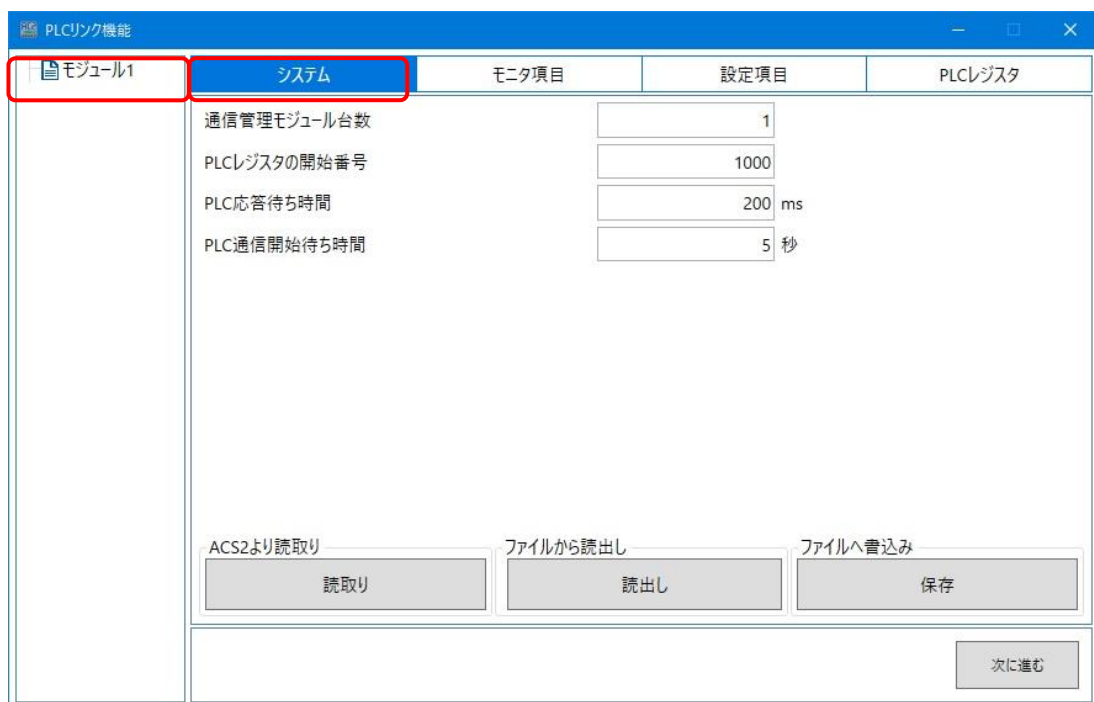 PLCリンク機能
モジュール1
システム モニタ項目 設定項目 PLCレジスタ
通信管理モジュール台数 1
PLCレジスタの開始番号 1000
PLC応答待ち時間 200 ms
PLC通信開始待ち時間 5 秒
ACS2より読取り ファイルから読出し ファイルへ書込み
読取り 読出し 保存
次に進む